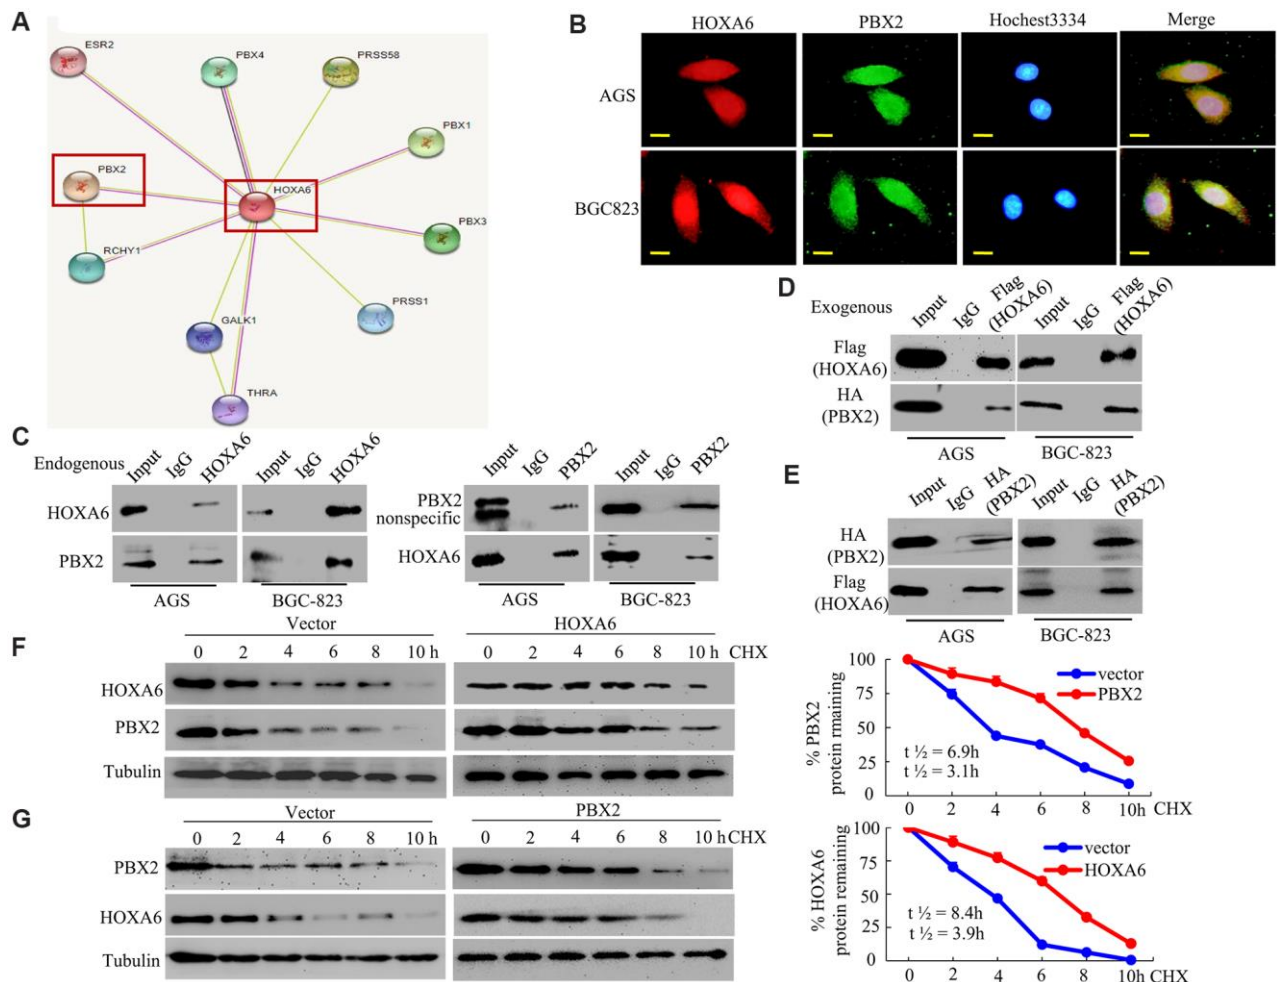 A
ESR2
PBX4
PRSS58
PBX1
PBX2
HOXA6
PBX3
RCHY1
PRSS1
GALK1
THRA
B
HOXA6 PBX2 Hochest3334 Merge
AGS
BGC823
C
Endogenous Input IgG HOXA6 Input IgG HOXA6
HOXA6
PBX2
AGS BGC-823
Input IgG PBX2 Input IgG PBX2
PBX2
nonspecific
HOXA6
AGS BGC-823
D
Exogenous Input IgG Flag (HOXA6) Input IgG Flag (HOXA6)
Flag
(HOXA6)
HA
(PBX2)
AGS BGC-823
E
Input IgG HA (PBX2) Input IgG HA (PBX2)
HA
(PBX2)
Flag
(HOXA6)
AGS BGC-823
F
Vector HOXA6
0 2 4 6 8 10 h 0 2 4 6 8 10 h CHX
HOXA6
PBX2
Tubulin
G
Vector PBX2
0 2 4 6 8 10 h 0 2 4 6 8 10 h CHX
PBX2
HOXA6
Tubulin
% PBX2
protein rmaining
100
75
50
25
0
vector
PBX2
t ½ = 6.9h
t ½ = 3.1h
0 2 4 6 8 10h CHX
% HOXA6
protein remaining
100
75
50
25
0
vector
HOXA6
t ½ = 8.4h
t ½ = 3.9h
0 2 4 6 8 10h CHX